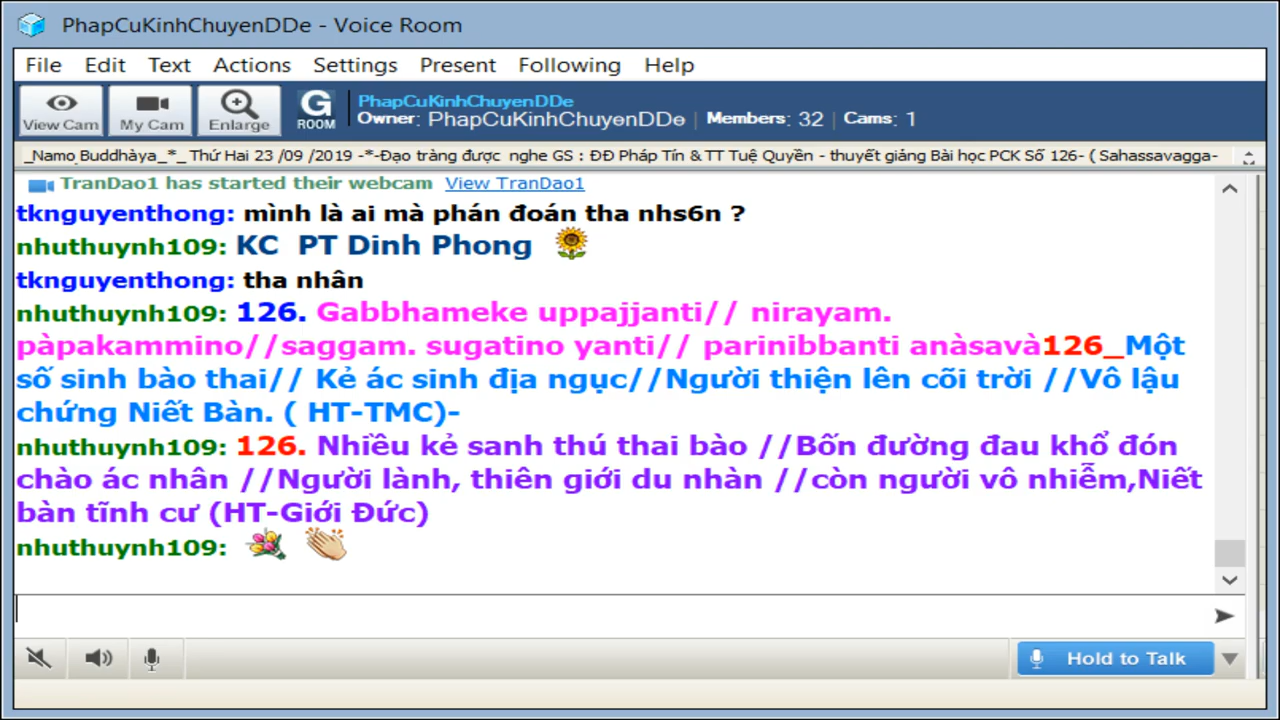 PhapCuKinhChuyenDDe - Voice Room
File Edit Text Actions Settings Present Following Help
View Cam My Cam Enlarge G ROOM PhapCuKinhChuyenDDe
Owner: PhapCuKinhChuyenDDe | Members: 32 | Cams: 1
_Namo Buddhàya_*_ Thứ Hai 23 /09 /2019 -*-Đạo tràng được nghe GS : ĐĐ Pháp Tín & TT Tuệ Quyền - thuyết giảng Bài học PCK Số 126- ( Sahassavagga-
TranDao1 has started their webcam View TranDao1
tknguyenthong: mình là ai mà phán đoán tha nhs6n ?
nhuthuynh109: KC PT Dinh Phong
tknguyenthong: tha nhân
nhuthuynh109: 126. Gabbhameke uppajjanti// nirayam.
pàpakammino//saggam. sugatino yanti// parinibbanti anàsavà126_Một
số sinh bào thai// Kẻ ác sinh địa ngục//Người thiện lên cõi trời //Vô lậu
chứng Niết Bàn. ( HT-TMC)-
nhuthuynh109: 126. Nhiều kẻ sanh thú thai bào //Bốn đường đau khổ đón
chào ác nhân //Người lành, thiên giới du nhàn //còn người vô nhiễm,Niết
bàn tĩnh cư (HT-Giới Đức)
nhuthuynh109:
Hold to Talk